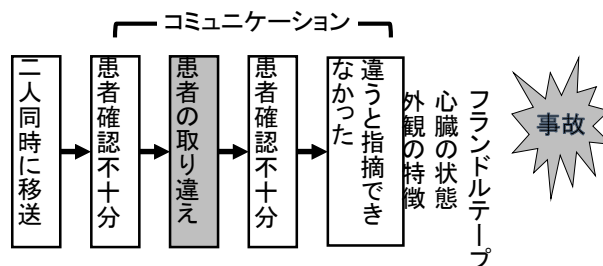 コミュニケーション
二人同時に移送
患者確認不十分
患者の取り違え
患者確認不十分
違うと指摘でき
なかった
フランドルテープ
心臓の状態
外観の特徴
事故